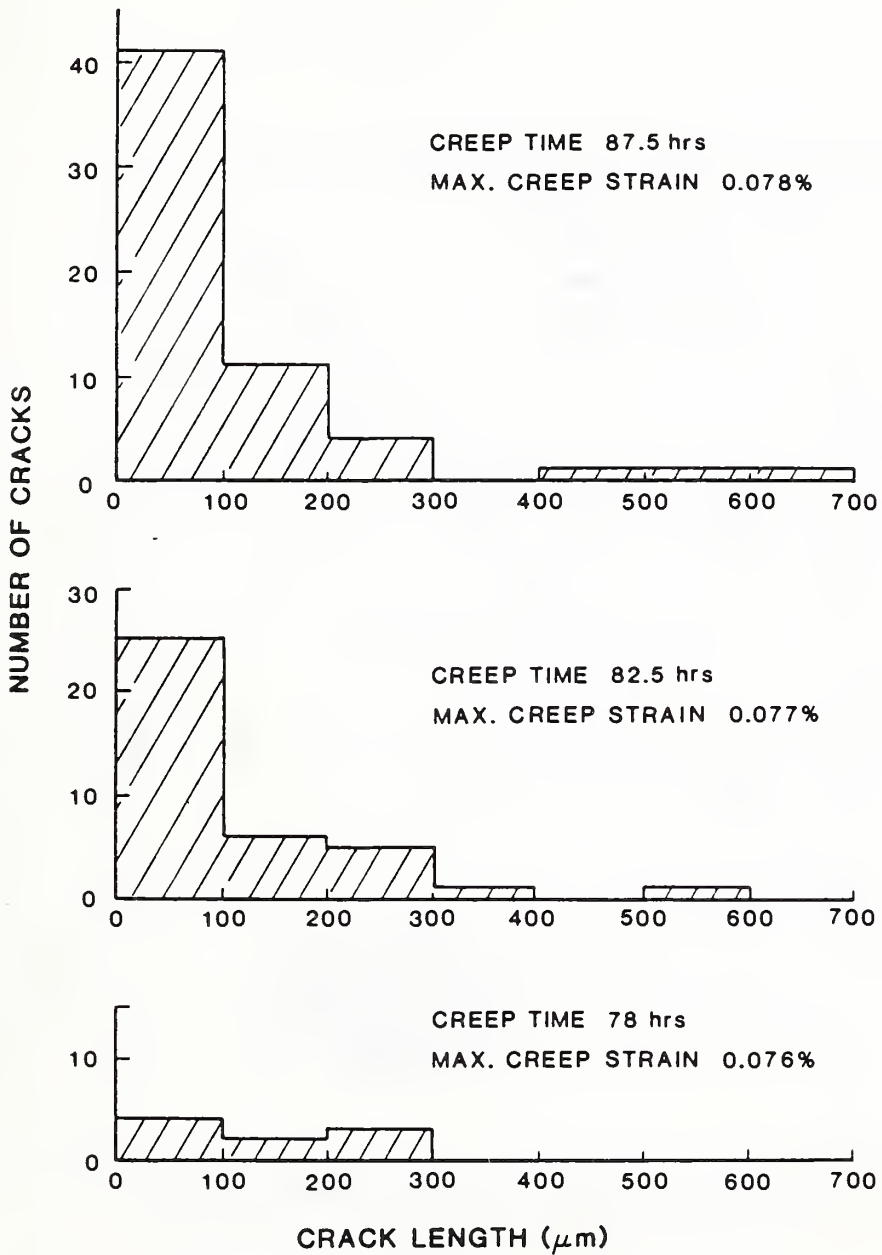 NUMBER OF CRACKS
40
30
20
10
0
CREEP TIME 87.5 hrs
MAX. CREEP STRAIN 0.078%
0 100 200 300 400 500 600 700
30
20
10
0
CREEP TIME 82.5 hrs
MAX. CREEP STRAIN 0.077%
0 100 200 300 400 500 600 700
10
0
CREEP TIME 78 hrs
MAX. CREEP STRAIN 0.076%
0 100 200 300 400 500 600 700
CRACK LENGTH (μm)